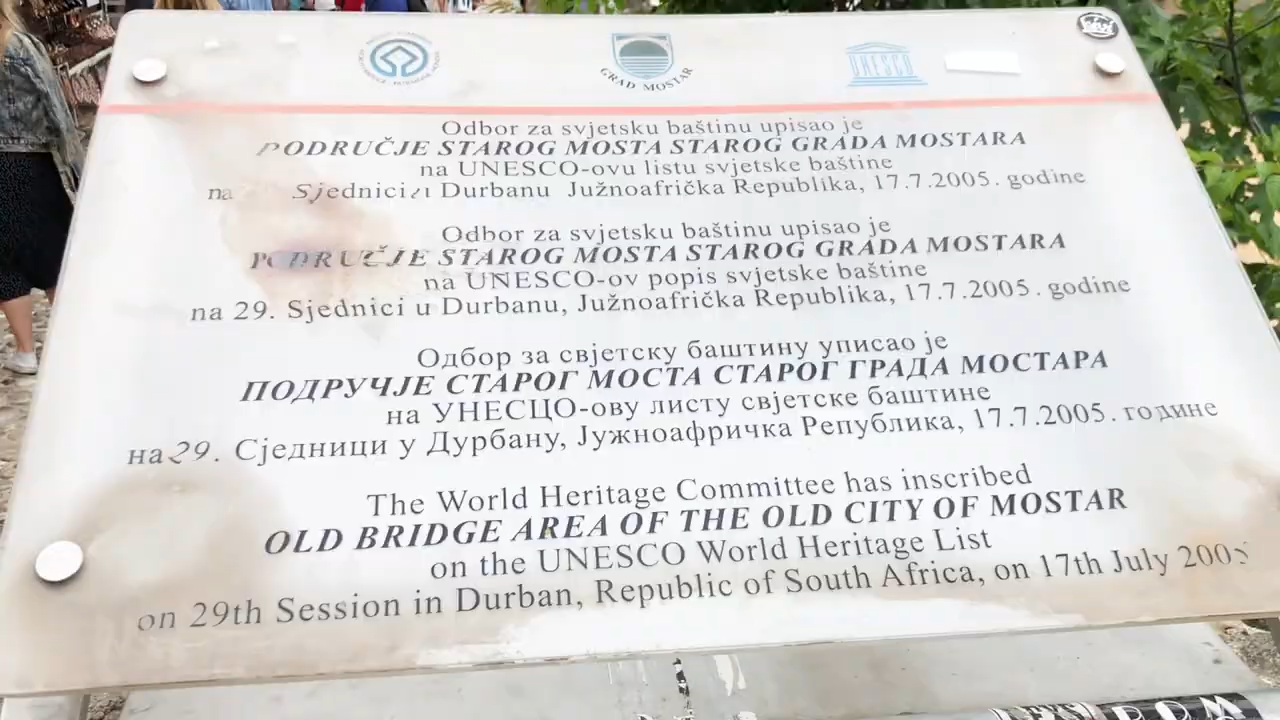 GRAD MOSTAR
UNESCO
Odbor za svjetsku baštinu upisao je
PODRUČJE STAROG MOSTA STAROG GRADA MOSTARA
na UNESCO-ovu listu svjetske baštine
na Sjednici u Durbanu Južnoafrička Republika, 17.7.2005. godine
Odbor za svjetsku baštinu upisao je
PODRUČJE STAROG MOSTA STAROG GRADA MOSTARA
na UNESCO-ov popis svjetske baštine
na 29. Sjednici u Durbanu, Južnoafrička Republika, 17.7.2005. godine
Одбор за свјетску баштину уписао је
ПОДРУЧЈЕ СТАРОГ МОСТА СТАРОГ ГРАДА МОСТАРА
на УНЕСЦО-ову листу свјетске баштине
на 29. Сједници у Дурбану, Јужноафричка Република, 17.7.2005. године
The World Heritage Committee has inscribed
OLD BRIDGE AREA OF THE OLD CITY OF MOSTAR
on the UNESCO World Heritage List
on 29th Session in Durban, Republic of South Africa, on 17th July 2005